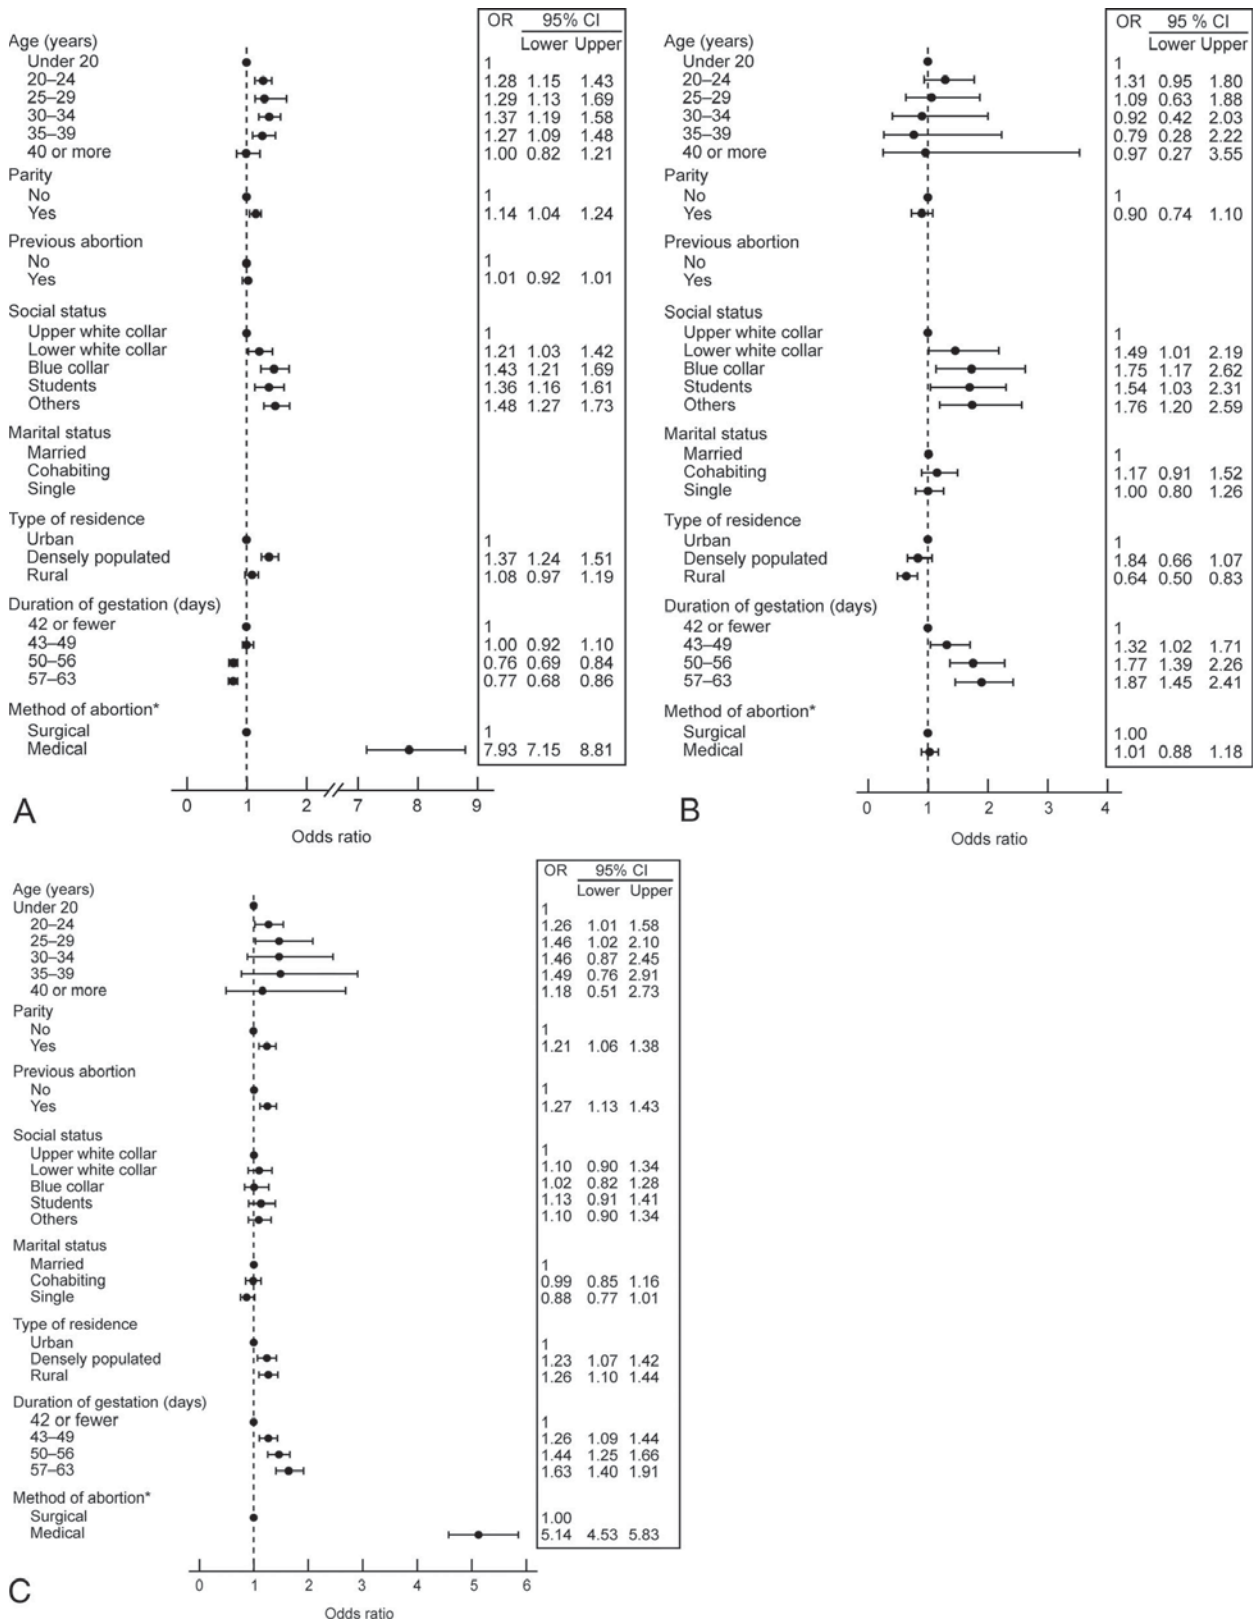 OR 95% CI
Lower Upper
Age (years)
Under 20 1
20–24 1.28 1.15 1.43
25–29 1.29 1.13 1.69
30–34 1.37 1.19 1.58
35–39 1.27 1.09 1.48
40 or more 1.00 0.82 1.21
Parity
No 1
Yes 1.14 1.04 1.24
Previous abortion
No 1
Yes 1.01 0.92 1.01
Social status
Upper white collar 1
Lower white collar 1.21 1.03 1.42
Blue collar 1.43 1.21 1.69
Students 1.36 1.16 1.61
Others 1.48 1.27 1.73
Marital status
Married
Cohabiting
Single
Type of residence
Urban 1
Densely populated 1.37 1.24 1.51
Rural 1.08 0.97 1.19
Duration of gestation (days)
42 or fewer 1
43–49 1.00 0.92 1.10
50–56 0.76 0.69 0.84
57–63 0.77 0.68 0.86
Method of abortion*
Surgical 1
Medical 7.93 7.15 8.81
0 1 2 7 8 9
A
Odds ratio
OR 95 % CI
Lower Upper
Age (years)
Under 20 1
20–24 1.31 0.95 1.80
25–29 1.09 0.63 1.88
30–34 0.92 0.42 2.03
35–39 0.79 0.28 2.22
40 or more 0.97 0.27 3.55
Parity
No 1
Yes 0.90 0.74 1.10
Previous abortion
No
Yes
Social status
Upper white collar 1
Lower white collar 1.49 1.01 2.19
Blue collar 1.75 1.17 2.62
Students 1.54 1.03 2.31
Others 1.76 1.20 2.59
Marital status
Married 1
Cohabiting 1.17 0.91 1.52
Single 1.00 0.80 1.26
Type of residence
Urban 1
Densely populated 1.84 0.66 1.07
Rural 0.64 0.50 0.83
Duration of gestation (days)
42 or fewer 1
43–49 1.32 1.02 1.71
50–56 1.77 1.39 2.26
57–63 1.87 1.45 2.41
Method of abortion*
Surgical 1.00
Medical 1.01 0.88 1.18
0 1 2 3 4
B
Odds ratio
OR 95% CI
Lower Upper
Age (years)
Under 20 1
20–24 1.26 1.01 1.58
25–29 1.46 1.02 2.10
30–34 1.46 0.87 2.45
35–39 1.49 0.76 2.91
40 or more 1.18 0.51 2.73
Parity
No 1
Yes 1.21 1.06 1.38
Previous abortion
No 1
Yes 1.27 1.13 1.43
Social status
Upper white collar 1
Lower white collar 1.10 0.90 1.34
Blue collar 1.02 0.82 1.28
Students 1.13 0.91 1.41
Others 1.10 0.90 1.34
Marital status
Married 1
Cohabiting 0.99 0.85 1.16
Single 0.88 0.77 1.01
Type of residence
Urban 1
Densely populated 1.23 1.07 1.42
Rural 1.26 1.10 1.44
Duration of gestation (days)
42 or fewer 1
43–49 1.26 1.09 1.44
50–56 1.44 1.25 1.66
57–63 1.63 1.40 1.91
Method of abortion*
Surgical 1.00
Medical 5.14 4.53 5.83
0 1 2 3 4 5 6
C
Odds ratio